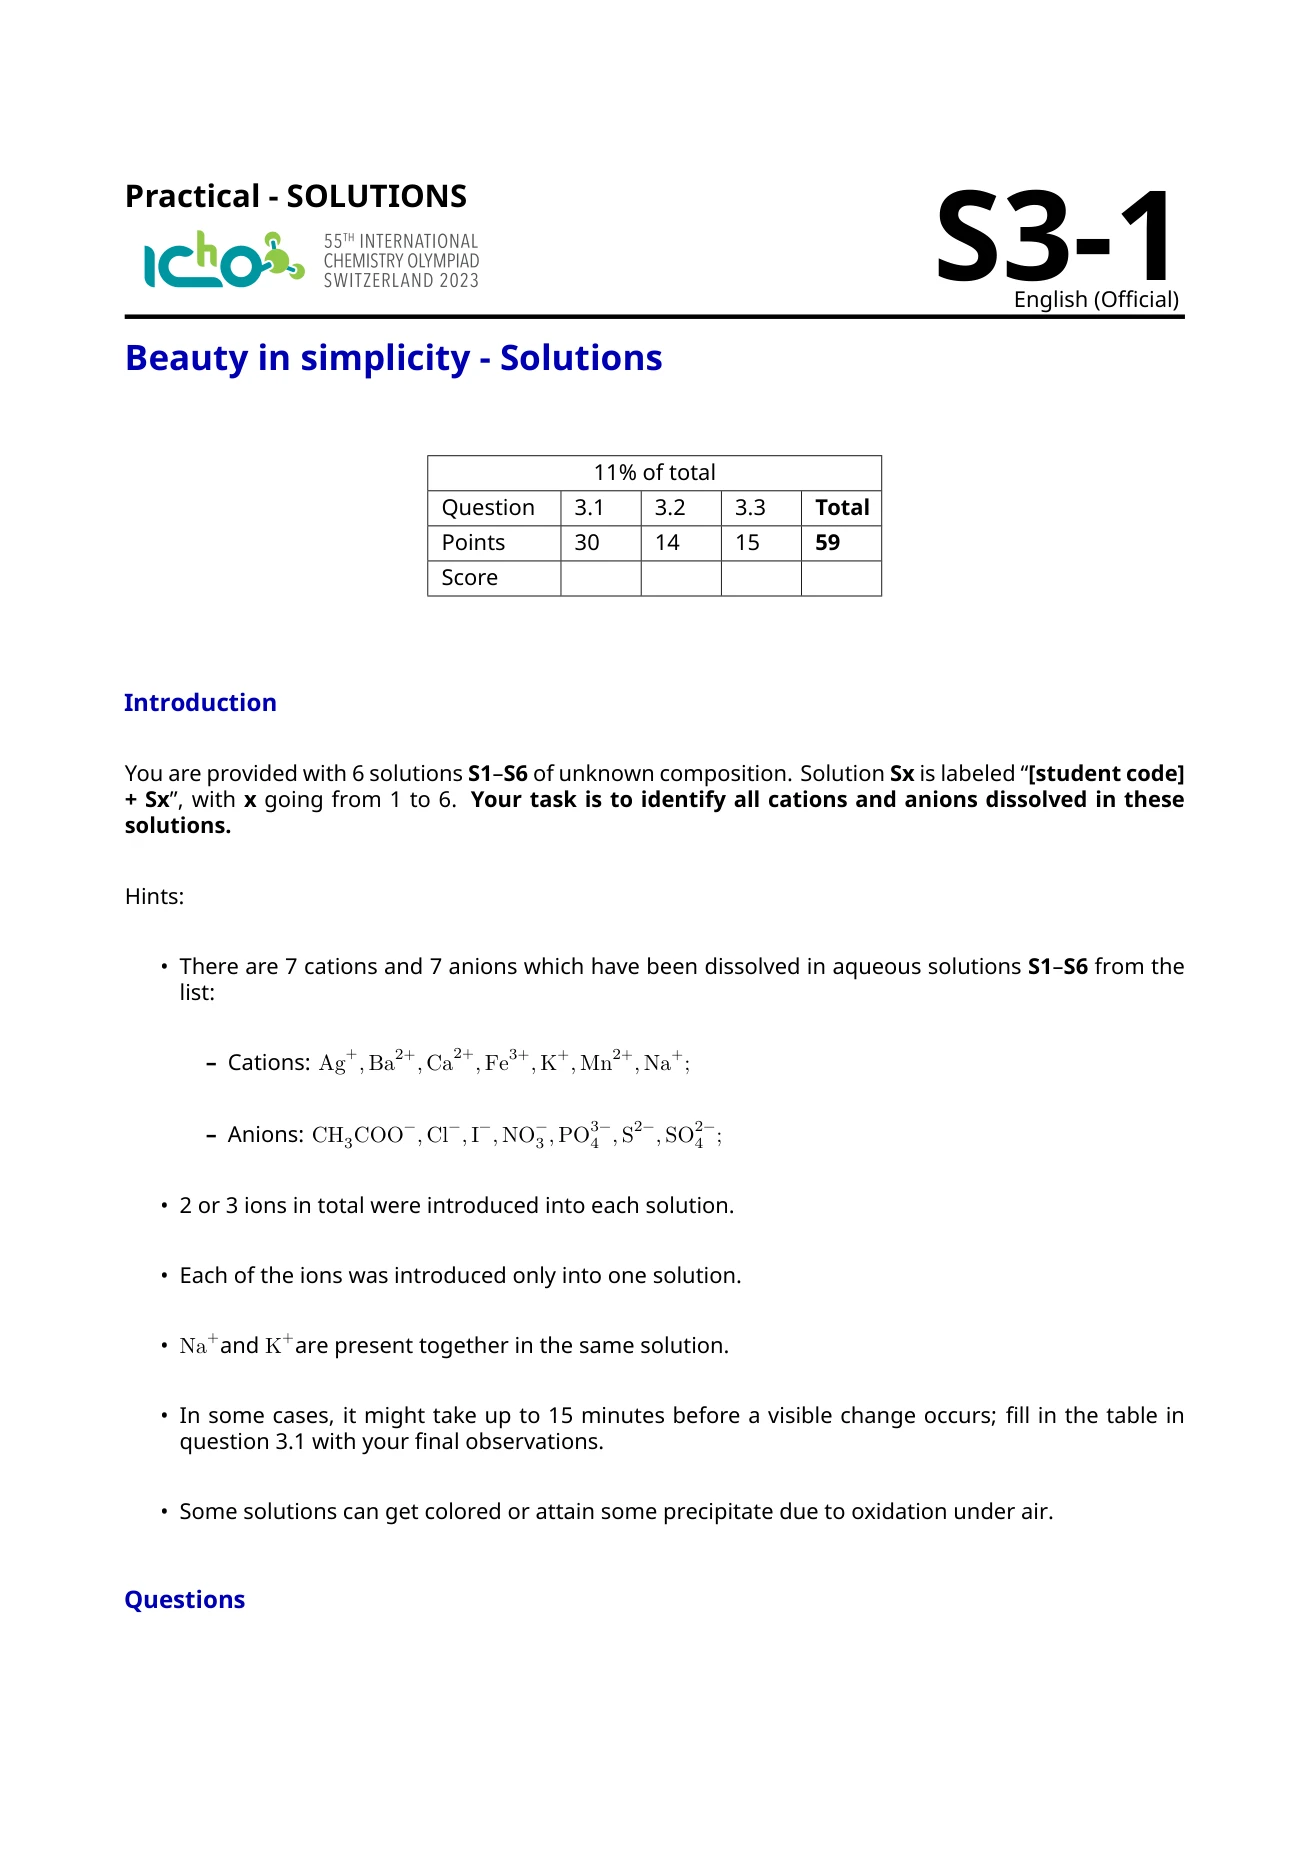 Practical - SOLUTIONS
IChO
55TH INTERNATIONAL
CHEMISTRY OLYMPIAD
SWITZERLAND 2023
S3-1
English (Official)
Beauty in simplicity - Solutions
11% of total
Question 3.1 3.2 3.3 Total
Points 30 14 15 59
Score
Introduction
You are provided with 6 solutions S1–S6 of unknown composition. Solution Sx is labeled “[student code]
+ Sx”, with x going from 1 to 6. Your task is to identify all cations and anions dissolved in these
solutions.
Hints:
• There are 7 cations and 7 anions which have been dissolved in aqueous solutions S1–S6 from the
list:
– Cations: Ag⁺, Ba²⁺, Ca²⁺, Fe³⁺, K⁺, Mn²⁺, Na⁺;
– Anions: CH₃COO⁻, Cl⁻, I⁻, NO₃⁻, PO₄³⁻, S²⁻, SO₄²⁻;
• 2 or 3 ions in total were introduced into each solution.
• Each of the ions was introduced only into one solution.
• Na⁺and K⁺are present together in the same solution.
• In some cases, it might take up to 15 minutes before a visible change occurs; fill in the table in
question 3.1 with your final observations.
• Some solutions can get colored or attain some precipitate due to oxidation under air.
Questions